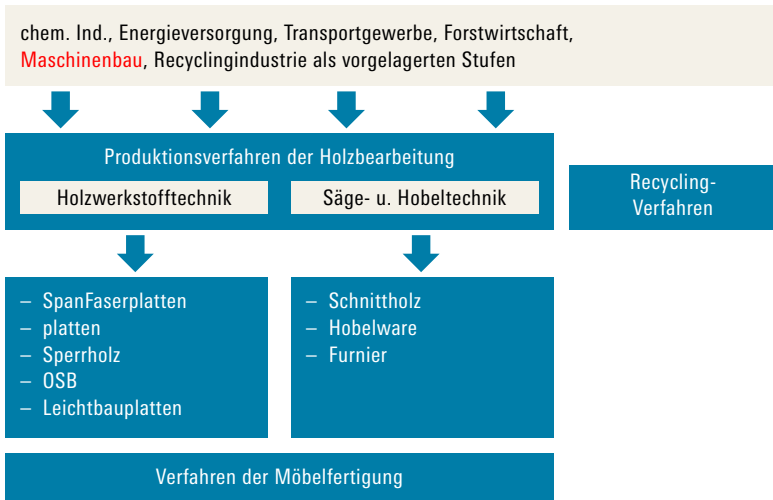 chem. Ind., Energieversorgung, Transportgewerbe, Forstwirtschaft,
Maschinenbau, Recyclingindustrie als vorgelagerten Stufen
Produktionsverfahren der Holzbearbeitung
Holzwerkstofftechnik
Säge- u. Hobeltechnik
Recycling-
Verfahren
– SpanFaserplatten
– platten
– Sperrholz
– OSB
– Leichtbauplatten
– Schnittholz
– Hobelware
– Furnier
Verfahren der Möbelfertigung